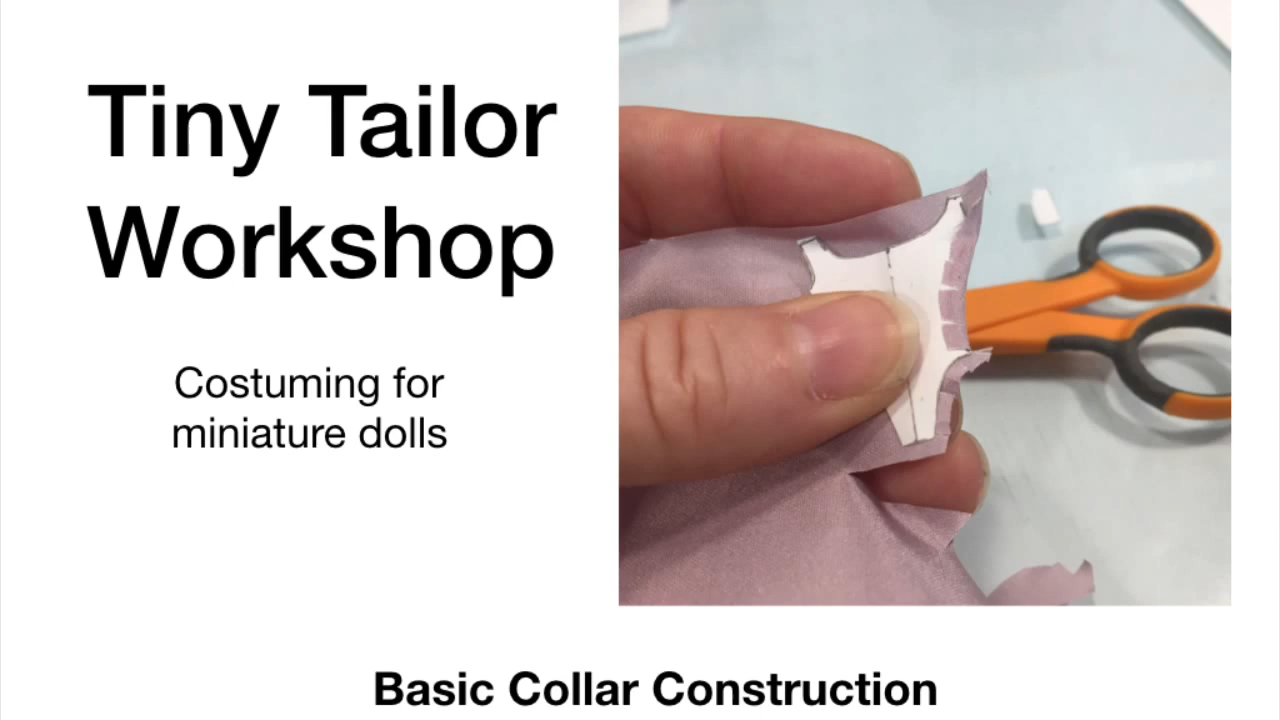 Tiny Tailor
Workshop
Costuming for
miniature dolls
Basic Collar Construction